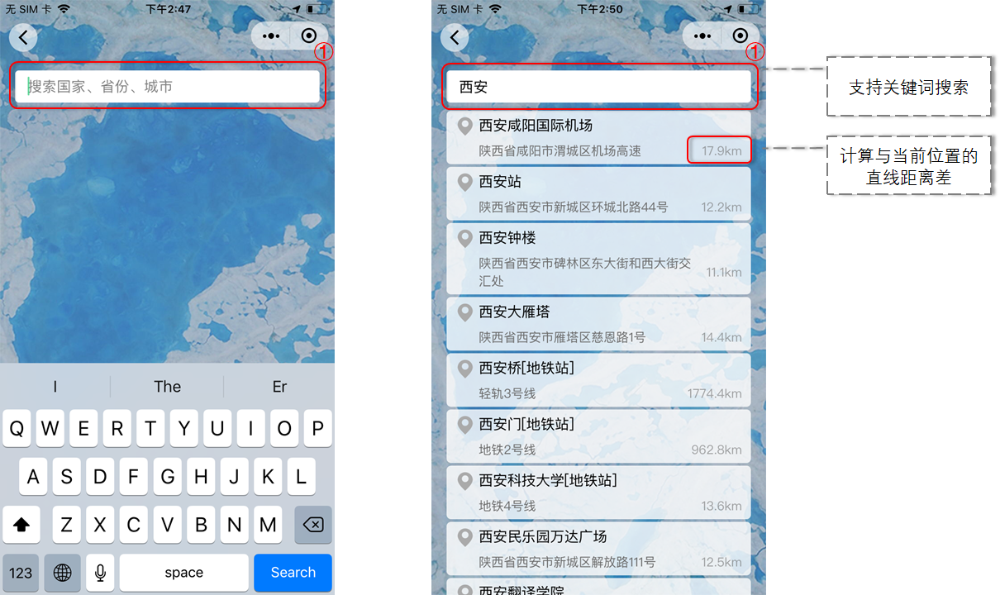 无 SIM 卡
下午2:47
①
搜索国家、省份、城市
I
The
Er
Q W E R T Y U I O P
A S D F G H J K L
Z X C V B N M
123
space
Search
无 SIM 卡
下午2:50
①
西安
西安咸阳国际机场
陕西省咸阳市渭城区机场高速
17.9km
西安站
陕西省西安市新城区环城北路44号
12.2km
西安钟楼
陕西省西安市碑林区东大街和西大街交
汇处
11.1km
西安大雁塔
陕西省西安市雁塔区慈恩路1号
14.4km
西安桥[地铁站]
轻轨3号线
1774.4km
西安门[地铁站]
地铁2号线
962.8km
西安科技大学[地铁站]
地铁4号线
13.6km
西安民乐园万达广场
陕西省西安市新城区解放路111号
12.5km
西安翻译学院
支持关键词搜索
计算与当前位置的
直线距离差